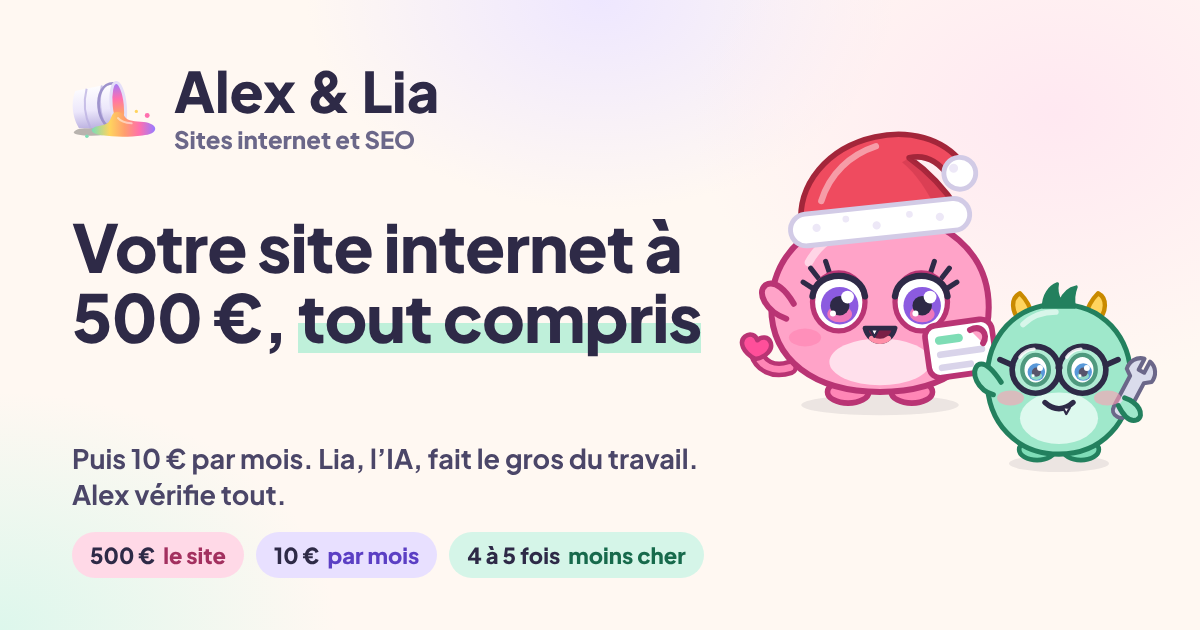 Alex & Lia
Sites internet et SEO
Votre site internet à
500 €, tout compris
Puis 10 € par mois. Lia, l’IA, fait le gros du travail.
Alex vérifie tout.
500 € le site
10 € par mois
4 à 5 fois moins cher